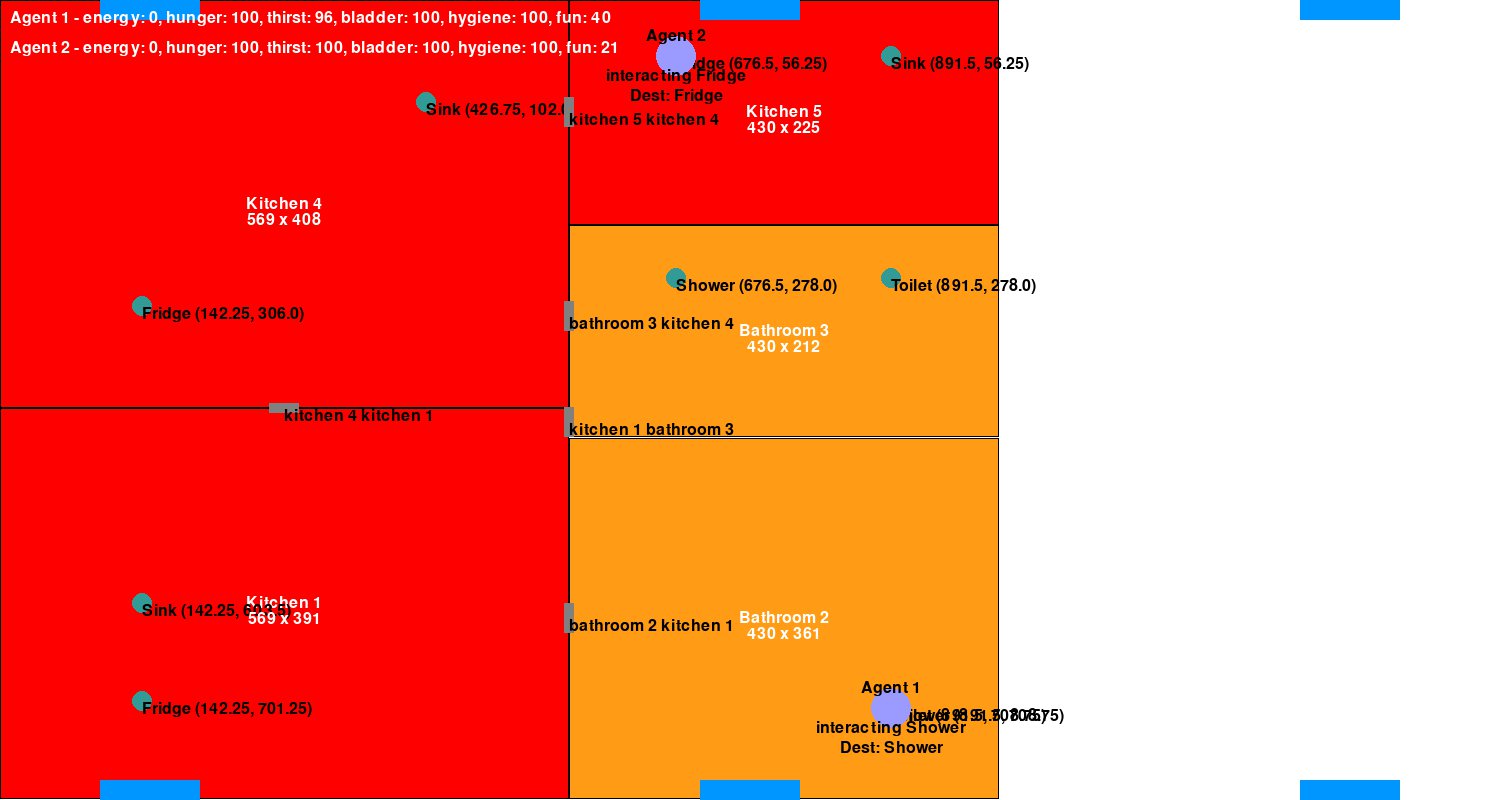 Agent 1 - energy: 0, hunger: 100, thirst: 96, bladder: 100, hygiene: 100, fun: 40
Agent 2 - energy: 0, hunger: 100, thirst: 100, bladder: 100, hygiene: 100, fun: 21
Agent 2
(676.5, 56.25)
Sink (891.5, 56.25)
interacting Fridge
Dest: Fridge
Sink (426.75, 102.
Kitchen 5
430 x 225
kitchen 5 kitchen 4
Kitchen 4
569 x 408
Shower (676.5, 278.0)
Toilet (891.5, 278.0)
Fridge (142.25, 306.0)
bathroom 3 kitchen 4
Bathroom 3
430 x 212
kitchen 4 kitchen 1
kitchen 1 bathroom 3
Kitchen 1
569 x 391
Sink (142.25,
bathroom 2 kitchen 1
Bathroom 2
430 x 361
Agent 1
Fridge (142.25, 701.25)
interacting Shower
Dest: Shower